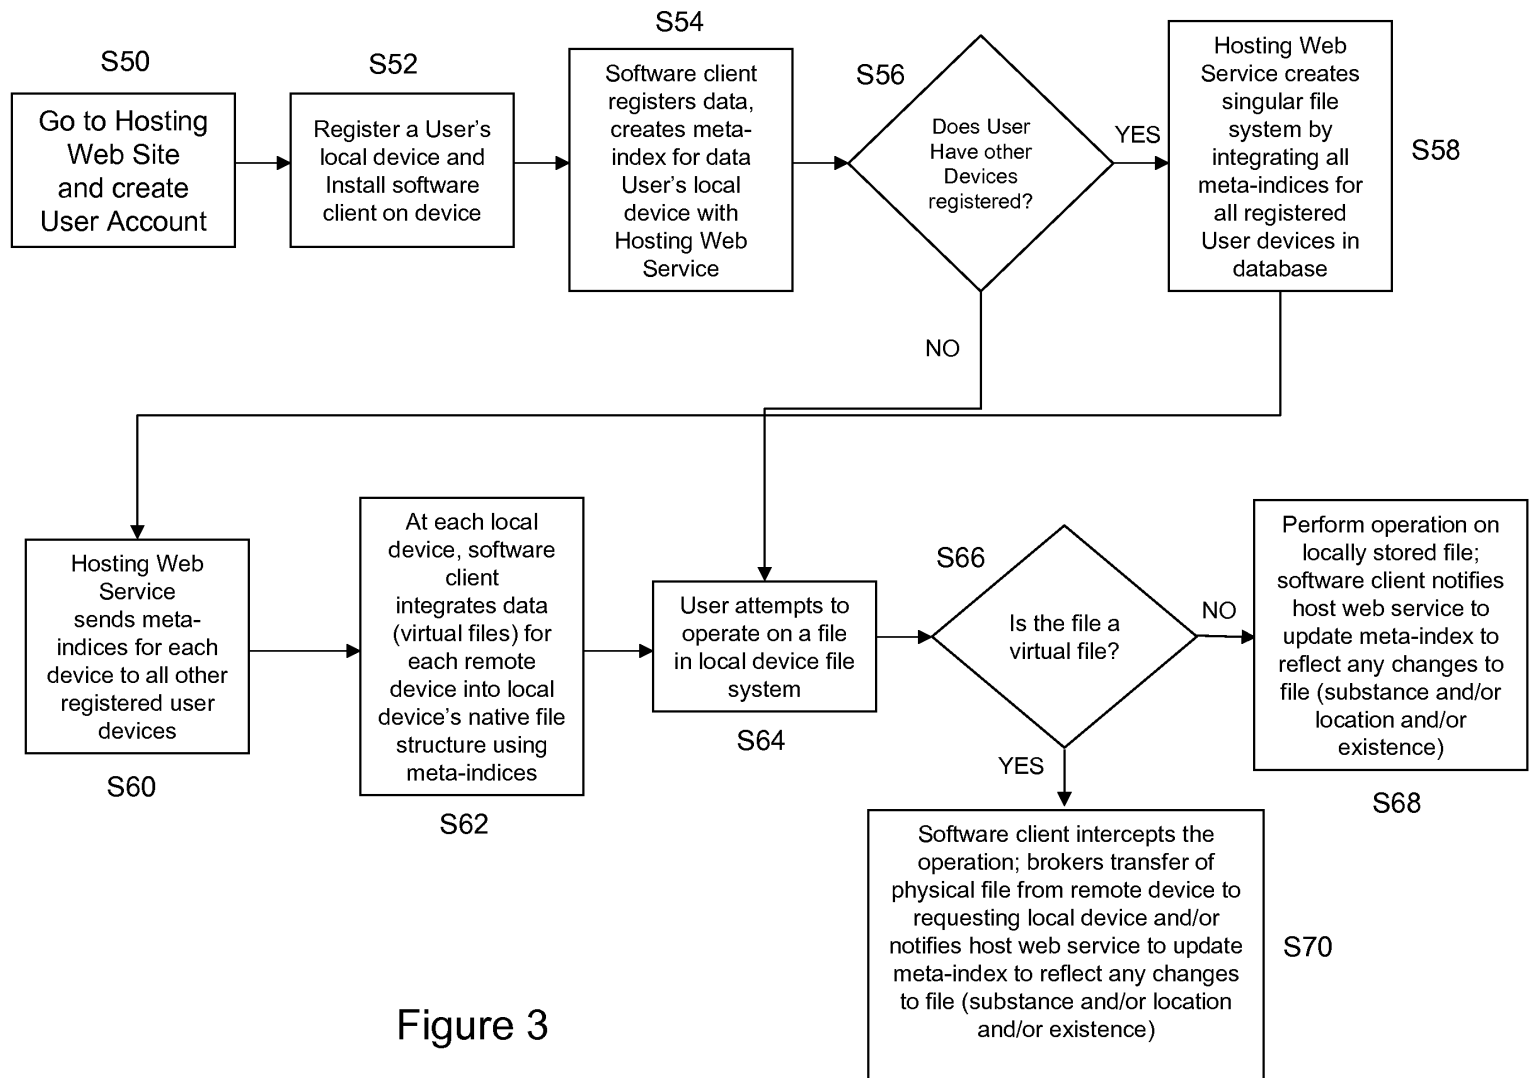 S50
Go to Hosting
Web Site
and create
User Account
S52
Register a User's
local device and
Install software
client on device
S54
Software client
registers data,
creates meta-
index for data
User's local
device with
Hosting Web
Service
S56
Does User
Have other
Devices
registered?
YES
NO
Hosting Web
Service creates
singular file
system by
integrating all
meta-indices for
all registered
User devices in
database
S58
Hosting Web
Service
sends meta-
indices for each
device to all other
registered user
devices
S60
At each local
device, software
client
integrates data
(virtual files) for
each remote
device into local
device's native file
structure using
meta-indices
S62
User attempts to
operate on a file
in local device file
system
S64
S66
Is the file a
virtual file?
NO
YES
Perform operation on
locally stored file;
software client notifies
host web service to
update meta-index to
reflect any changes to
file (substance and/or
location and/or
existence)
S68
Software client intercepts the
operation; brokers transfer of
physical file from remote device to
requesting local device and/or
notifies host web service to update
meta-index to reflect any changes
to file (substance and/or location
and/or existence)
S70
Figure 3